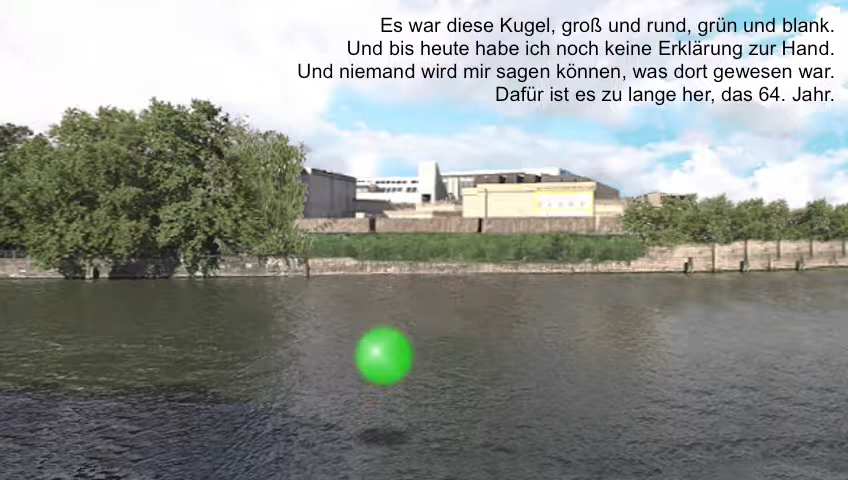 Es war diese Kugel, groß und rund, grün und blank.
Und bis heute habe ich noch keine Erklärung zur Hand.
Und niemand wird mir sagen können, was dort gewesen war.
Dafür ist es zu lange her, das 64. Jahr.